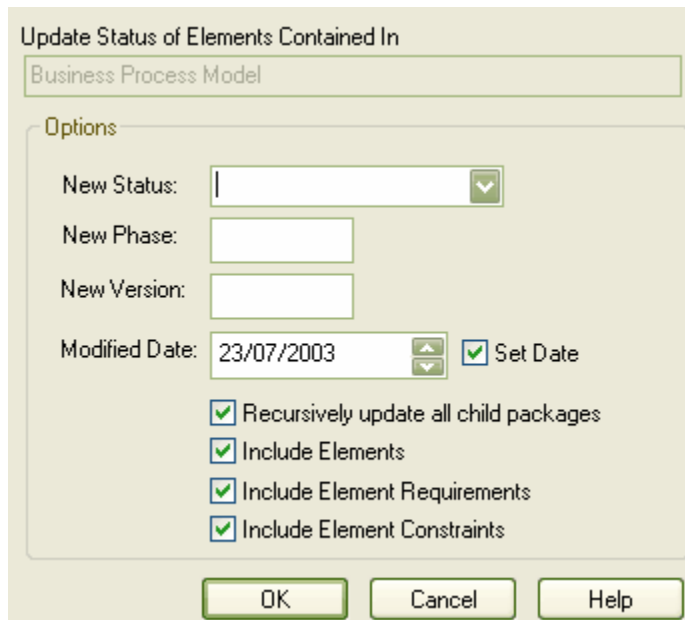 Update Status of Elements Contained In
Business Process Model
Options
New Status:
New Phase:
New Version:
Modified Date: 23/07/2003 Set Date
Recursively update all child packages
Include Elements
Include Element Requirements
Include Element Constraints
OK Cancel Help